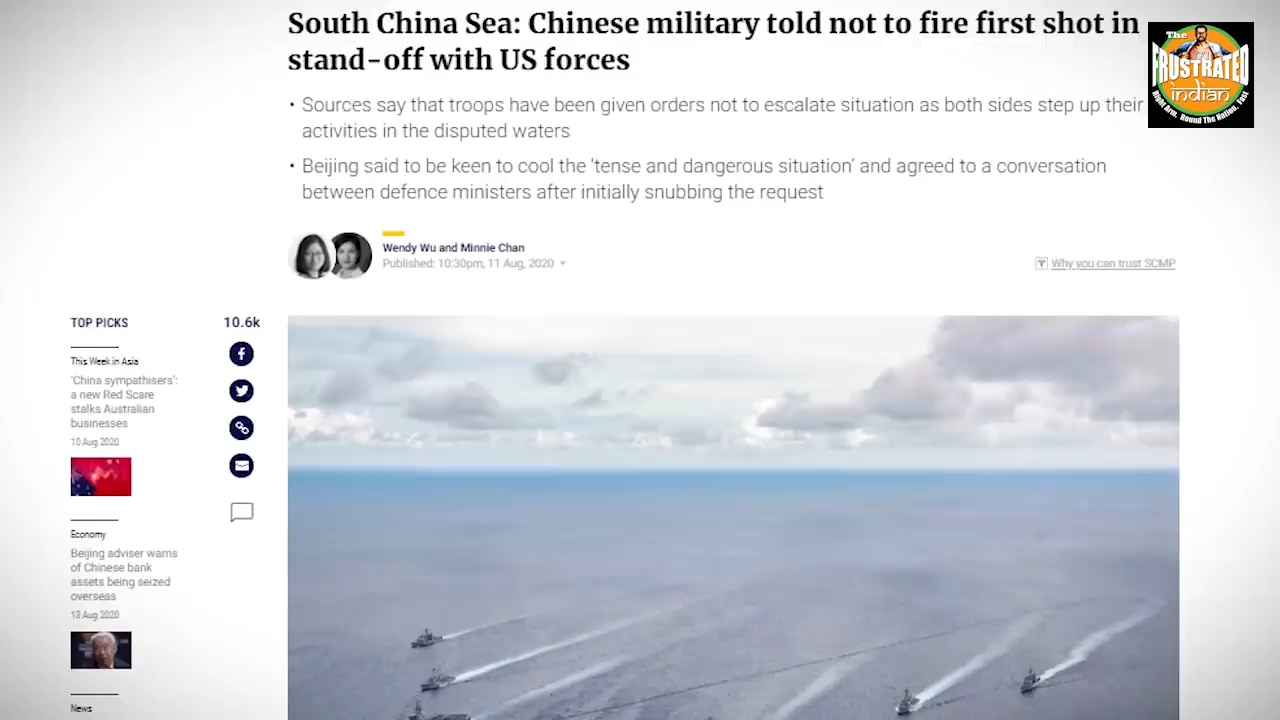 South China Sea: Chinese military told not to fire first shot in
stand-off with US forces
• Sources say that troops have been given orders not to escalate situation as both sides step up their
activities in the disputed waters
• Beijing said to be keen to cool the ‘tense and dangerous situation’ and agreed to a conversation
between defence ministers after initially snubbing the request
Wendy Wu and Minnie Chan
Published: 10:30pm, 11 Aug, 2020
Why you can trust SCMP
TOP PICKS
10.6k
This Week in Asia
‘China sympathisers’:
a new Red Scare
stalks Australian
businesses
10 Aug 2020
Economy
Beijing adviser warns
of Chinese bank
assets being seized
overseas
13 Aug 2020
News
The
FRUSTRATED
indian
Right Arm, Round The Nation, Fast